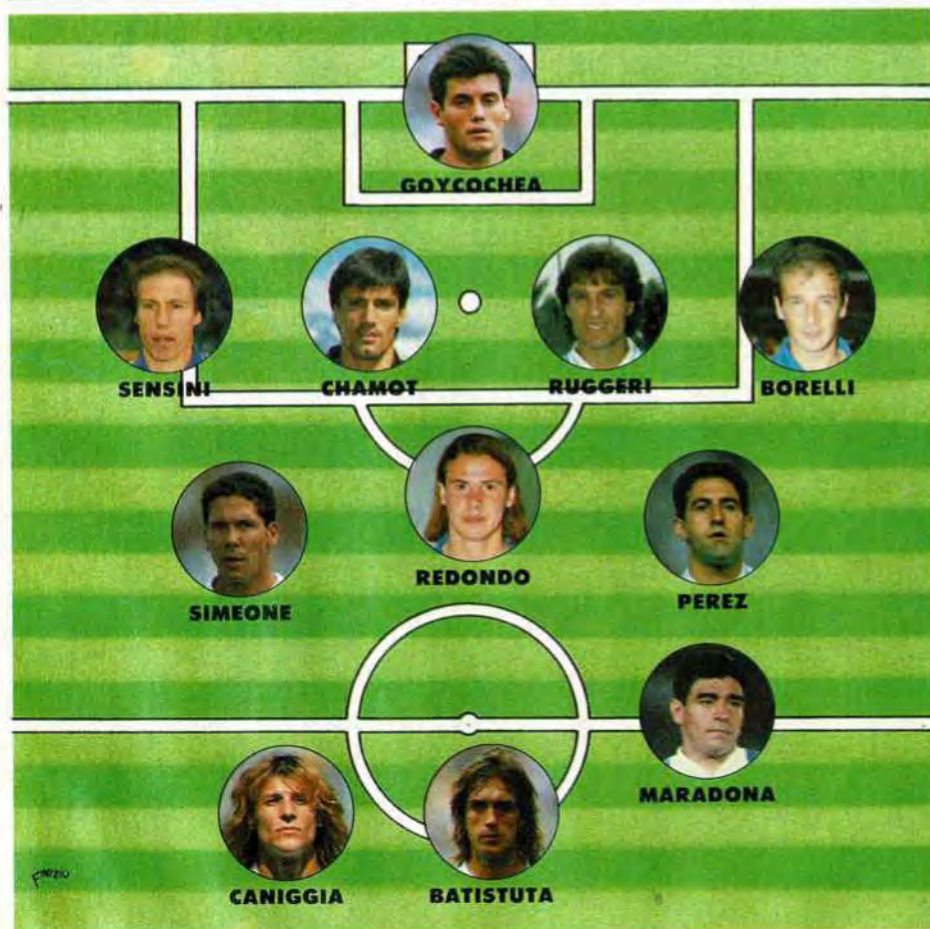 GOYCOCHEA
SENSINI CHAMOT RUGGERI BORELLI
REDONDO
SIMEONE PEREZ
MARADONA
CANIGGIA BATISTUTA